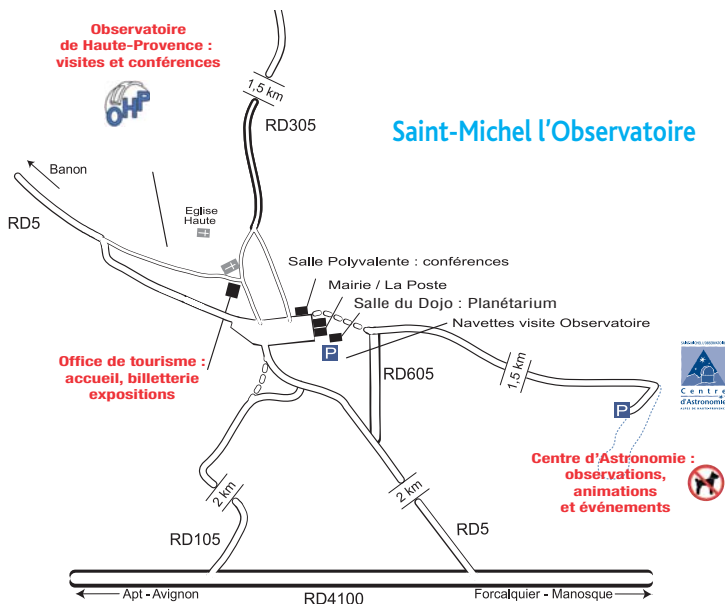 Observatoire
de Haute-Provence :
visites et conférences
OHP
1,5 km
RD305
Saint-Michel l'Observatoire
Banon
RD5
Eglise
Haute
Salle Polyvalente : conférences
Mairie / La Poste
Salle du Dojo : Planétarium
Navettes visite Observatoire
P
Office de tourisme :
accueil, billetterie
expositions
RD605
1,5 km
P
Centre
d'Astronomie
Centre d'Astronomie :
observations,
animations
et événements
2 km
2 km
RD105
RD5
Apt - Avignon
RD4100
Forcalquier - Manosque